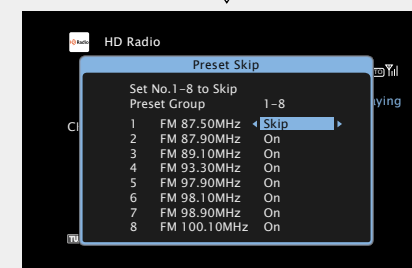 HD Radio
Preset Skip
Set No.1-8 to Skip
Preset Group 1-8
1 FM 87.50MHz Skip
2 FM 87.90MHz On
3 FM 89.10MHz On
4 FM 93.30MHz On
5 FM 97.90MHz On
6 FM 98.10MHz On
7 FM 98.90MHz On
8 FM 100.10MHz On